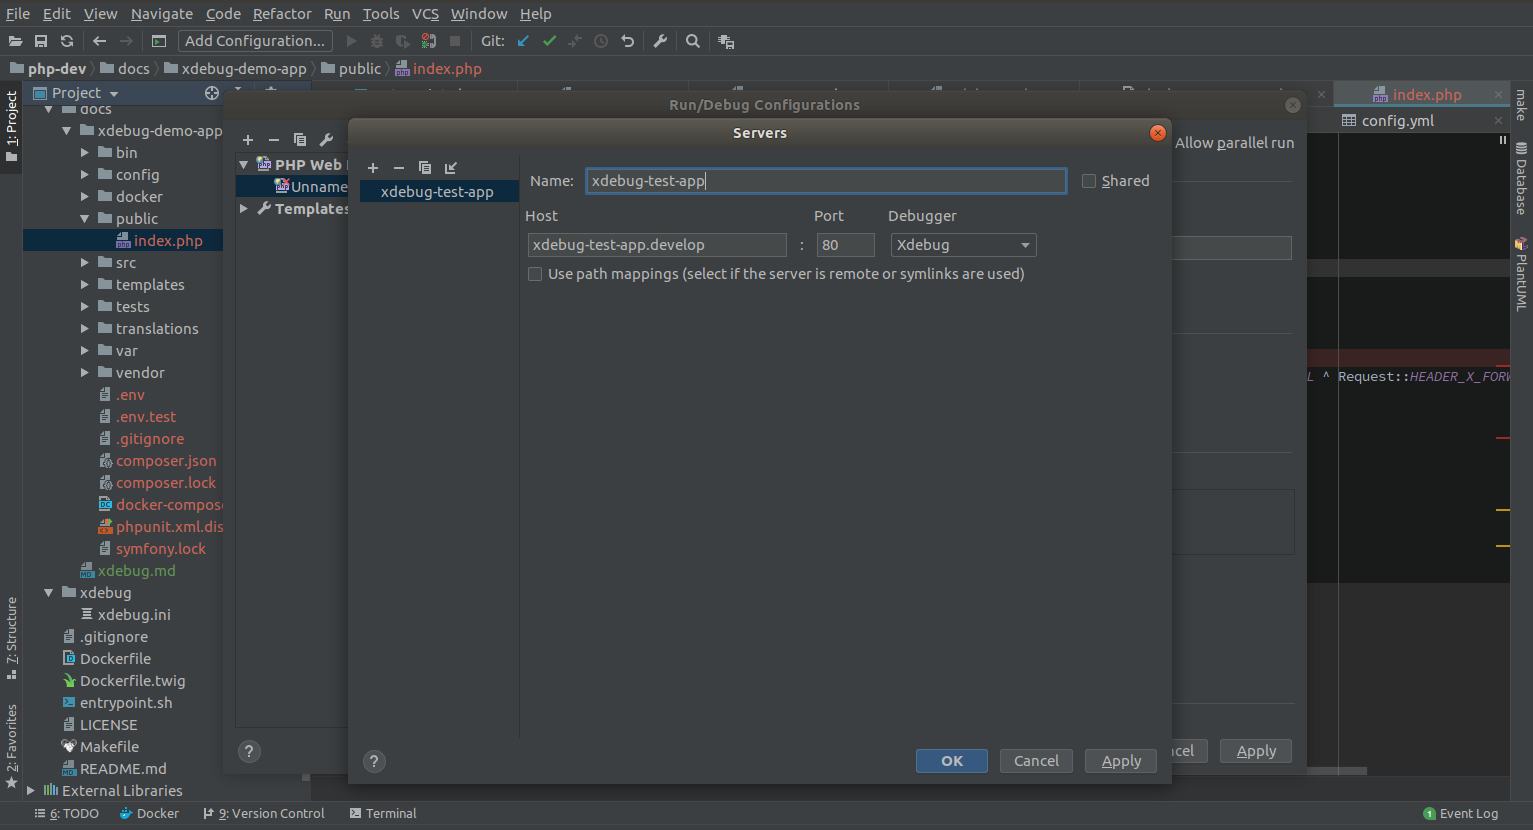 File Edit View Navigate Code Refactor Run Tools VCS Window Help
Add Configuration... Git:
php-dev docs xdebug-demo-app public index.php
1: Project
Project
docs
xdebug-demo-app
bin
config
docker
public
index.php
src
templates
tests
translations
var
vendor
.env
.env.test
.gitignore
composer.json
composer.lock
docker-compose
phpunit.xml.dis
symfony.lock
xdebug.md
xdebug
xdebug.ini
.gitignore
Dockerfile
Dockerfile.twig
entrypoint.sh
LICENSE
Makefile
README.md
External Libraries
7: Structure
2: Favorites
Run/Debug Configurations
PHP Web
Unname
Templates
Allow parallel run
Apply
Servers
xdebug-test-app
Name: xdebug-test-app Shared
Host Port Debugger
xdebug-test-app.develop : 80 Xdebug
Use path mappings (select if the server is remote or symlinks are used)
? OK Cancel Apply
?
index.php
config.yml
L ^ Request::HEADER_X_FORW
make
Database
PlantUML
6: TODO Docker 9: Version Control Terminal
1 Event Log